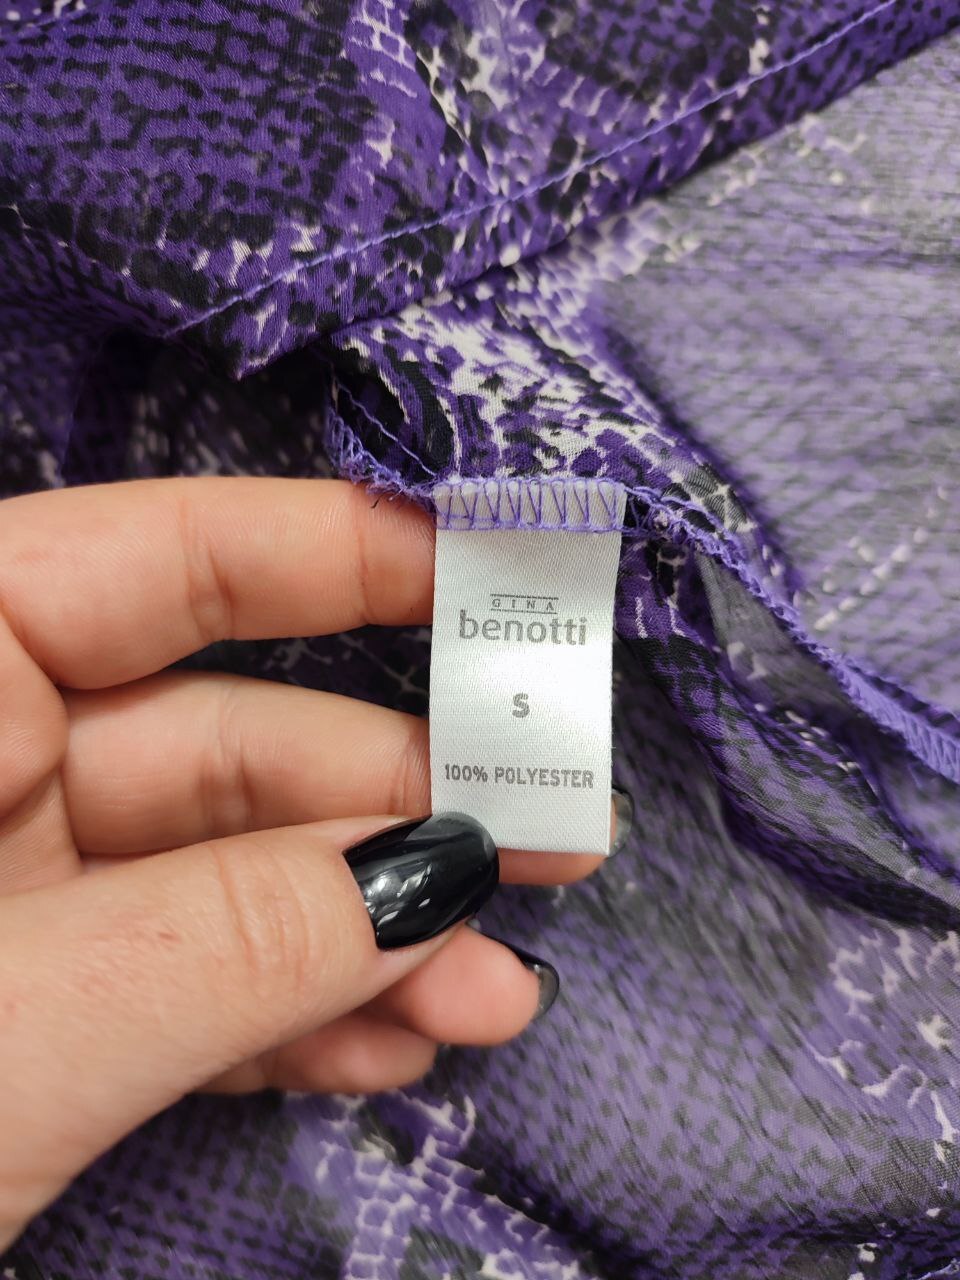 GINA
benotti
S
100% POLYESTER